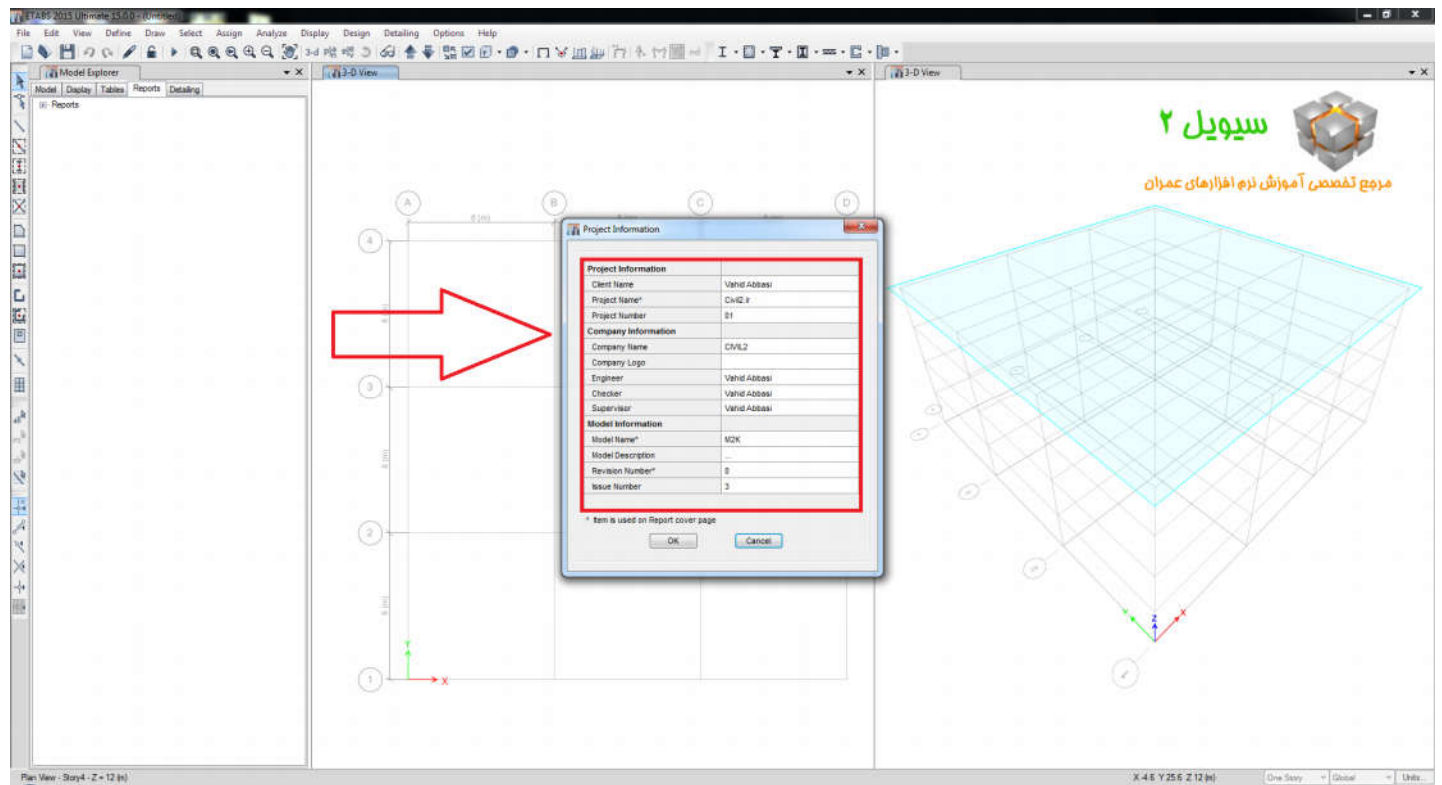 ETABS 2015 Ultimate 15.0.0 - (Untitled)
File Edit View Define Draw Select Assign Analyze Display Design Detailing Options Help
Model Explorer
Model Display Tables Reports Detailing
Reports
3-D View
3-D View
سیویل ۲
مرجع تخصصی آموزش نرم افزارهای عمران
A B C D
4
3
2
1
6 (m)
6 (m)
6 (m)
Y
X
Project Information
Project Information
Client Name Vahid Abbasi
Project Name* Civil2.ir
Project Number 01
Company Information
Company Name CIVIL2
Company Logo
Engineer Vahid Abbasi
Checker Vahid Abbasi
Supervisor Vahid Abbasi
Model Information
Model Name* M2K
Model Description ...
Revision Number* 0
Issue Number 3
* Item is used on Report cover page
OK Cancel
Y Z X
Plan View - Story4 - Z = 12 (m)
X -4.6 Y 25.6 Z 12 (m)
One Story Global Units...